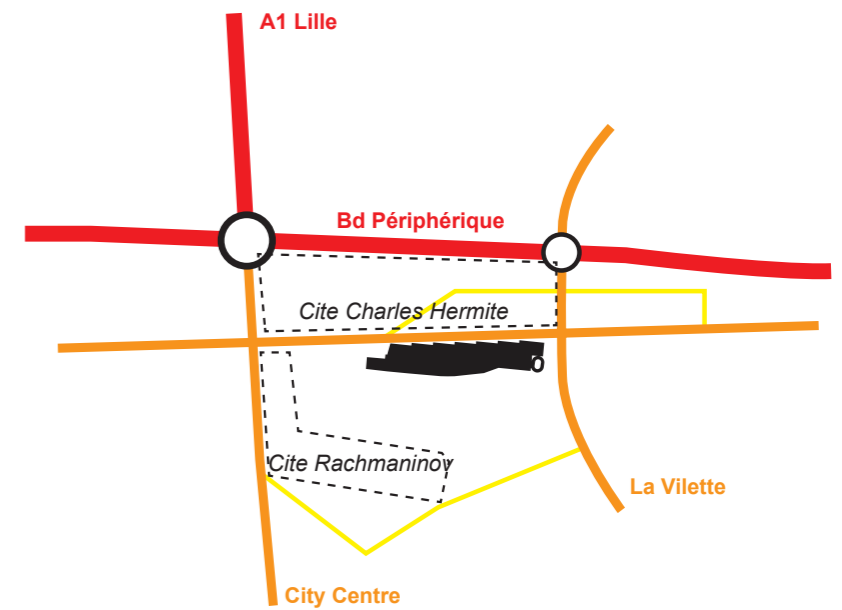 A1 Lille
Bd Périphérique
Cite Charles Hermite
Cite Rachmaninov
La Vilette
City Centre